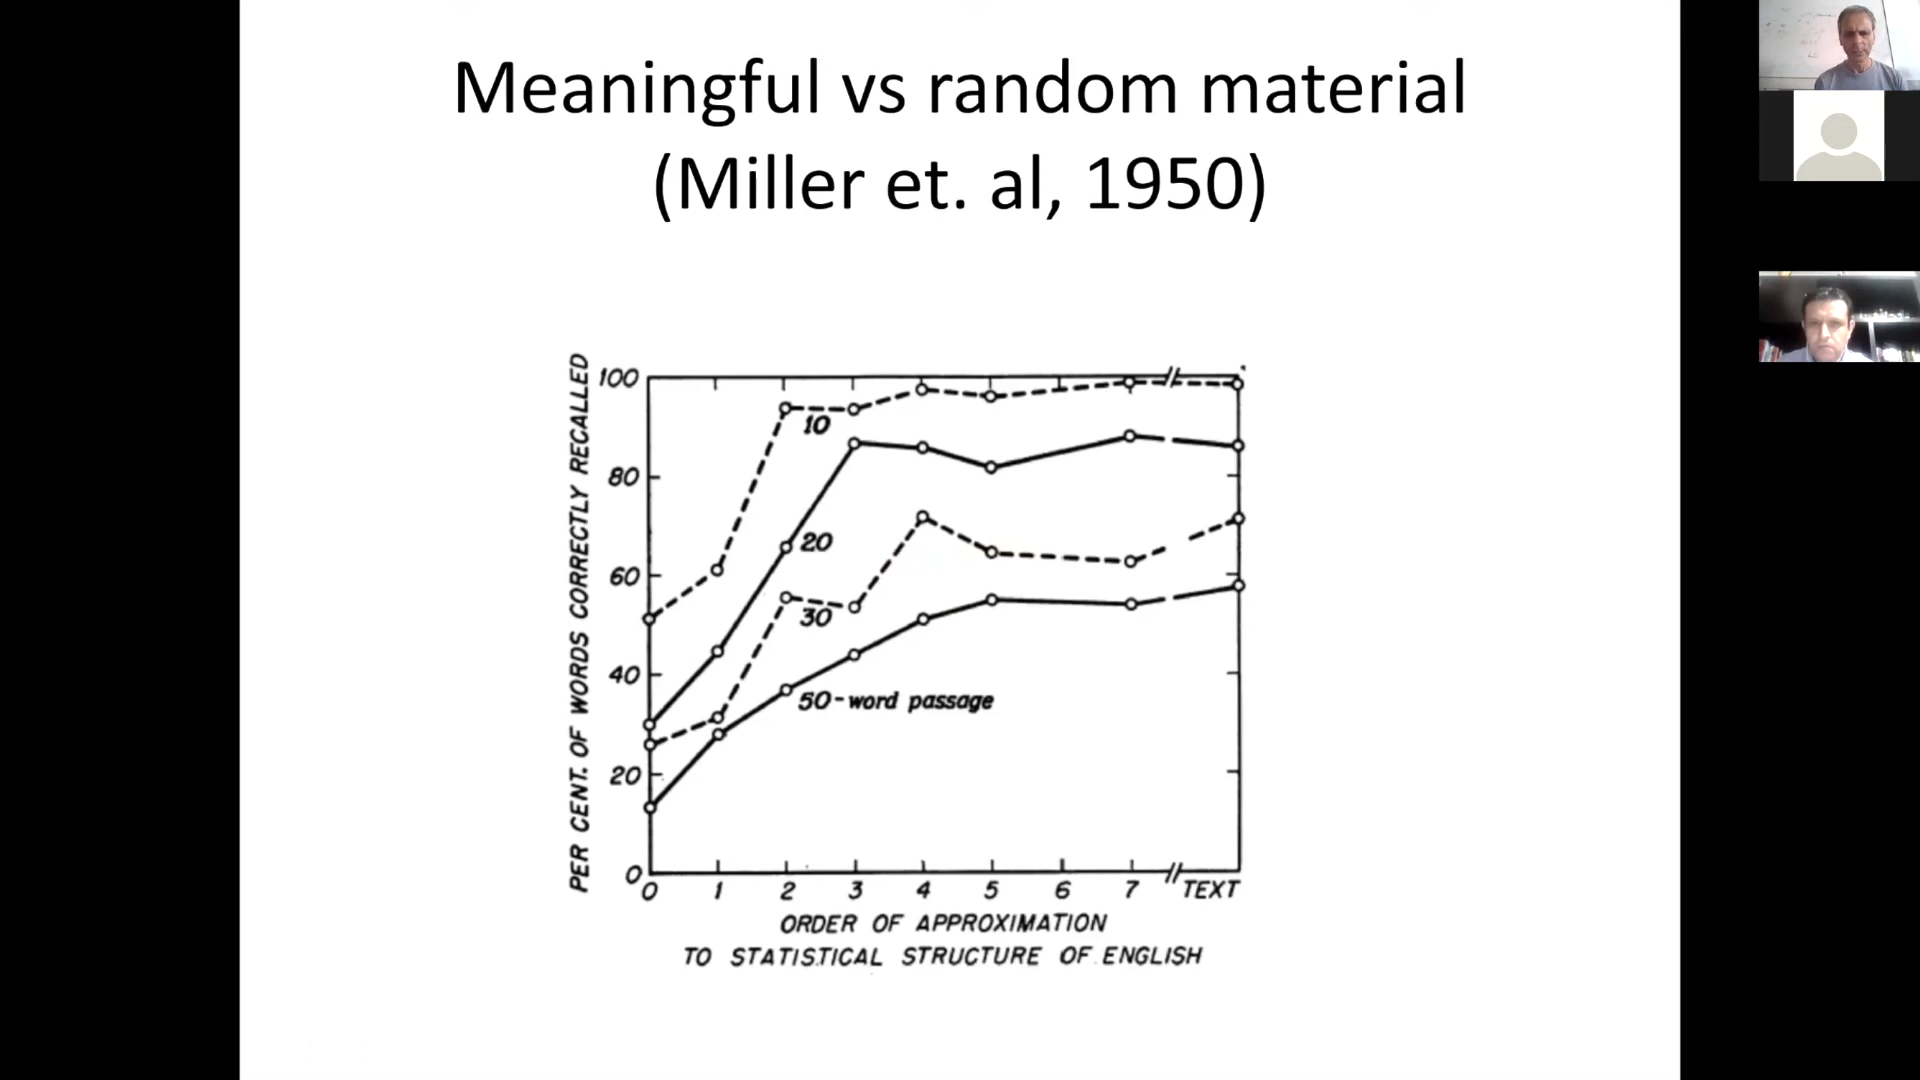 Meaningful vs random material
(Miller et. al, 1950)
PER CENT. OF WORDS CORRECTLY RECALLED
100
80
60
40
20
0
10
20
30
50-word passage
0 1 2 3 4 5 6 7 TEXT
ORDER OF APPROXIMATION
TO STATISTICAL STRUCTURE OF ENGLISH